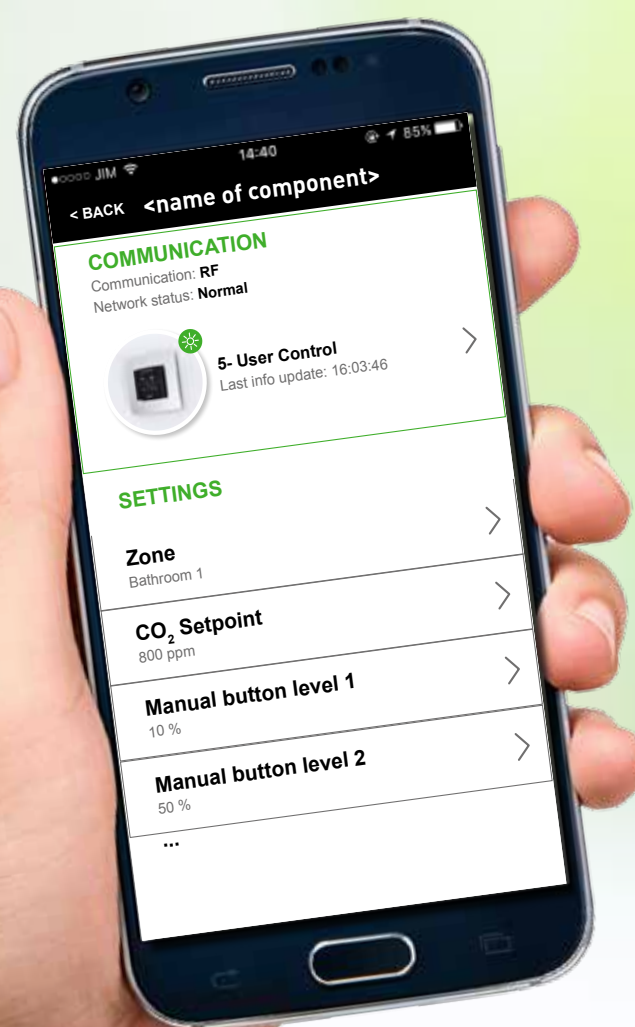 JIM 14:40 85%
< BACK <name of component>
COMMUNICATION
Communication: RF
Network status: Normal
5- User Control
Last info update: 16:03:46
SETTINGS
Zone
Bathroom 1
CO₂ Setpoint
800 ppm
Manual button level 1
10 %
Manual button level 2
50 %
...